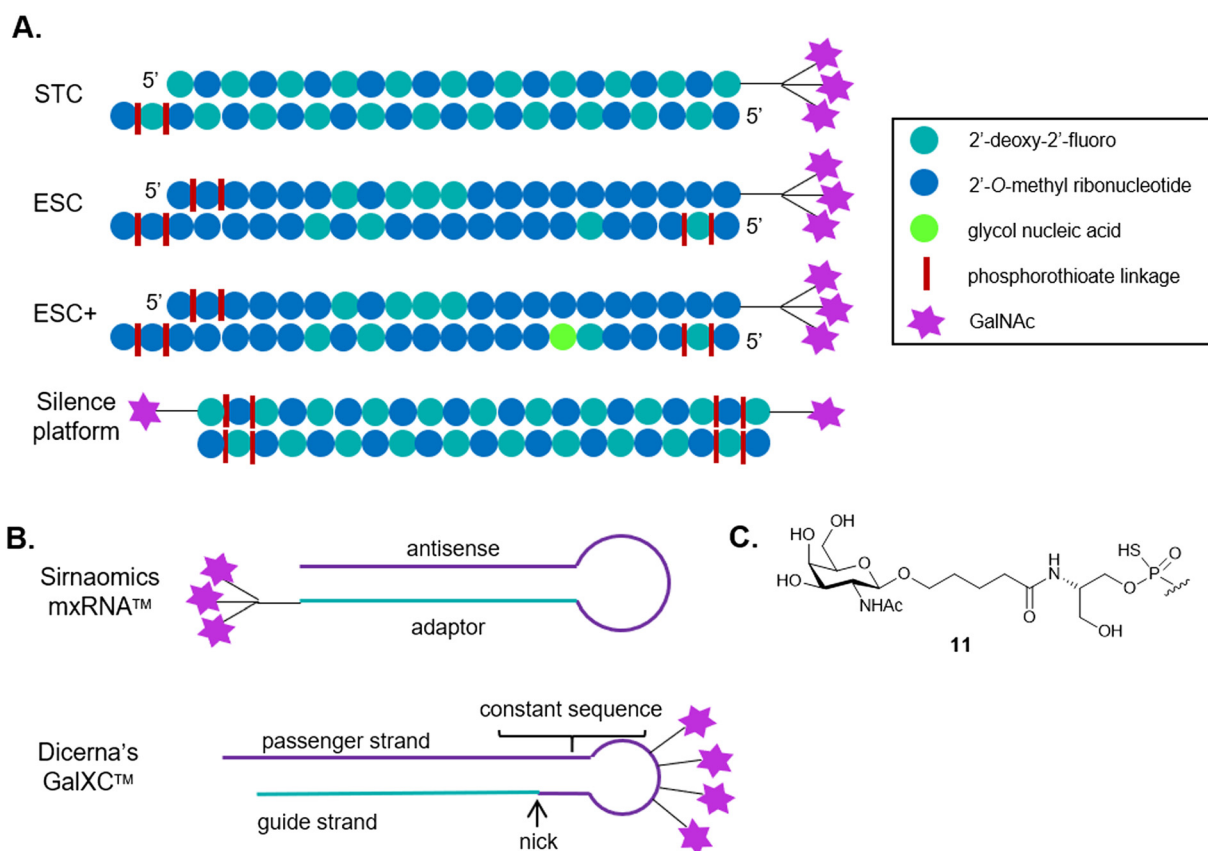 A.
STC
5’
5’
ESC
5’
5’
ESC+
5’
5’
Silence
platform
2’-deoxy-2’-fluoro
2’-O-methyl ribonucleotide
glycol nucleic acid
phosphorothioate linkage
GalNAc
B.
Sirnaomics
mxRNA™
antisense
adaptor
Dicerna’s
GalXC™
constant sequence
passenger strand
guide strand
nick
C.
HO
OH
HO
O
O
NHAc
O
H
N
O
OH
HS
O
P
11